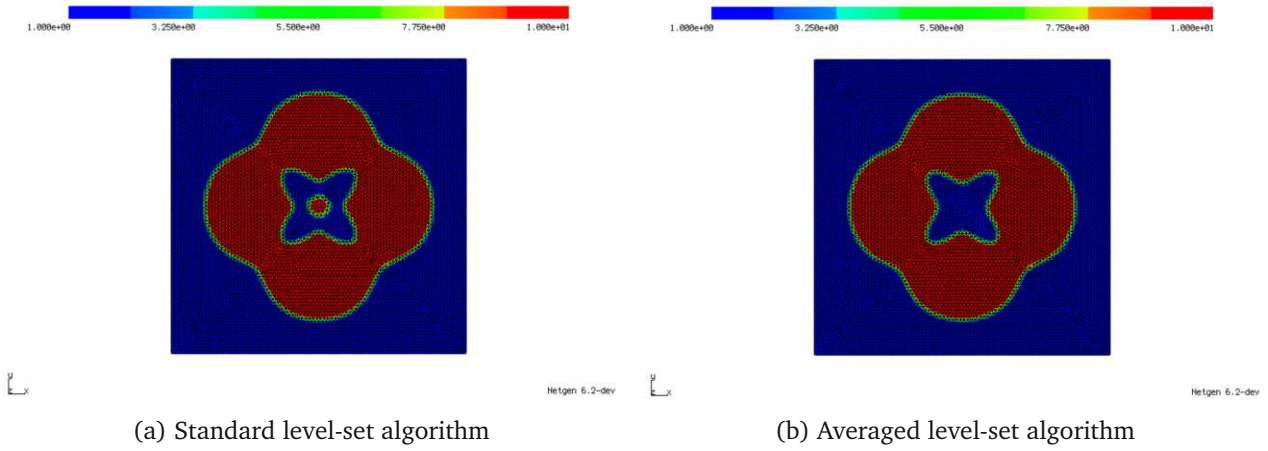 1.000e+00 3.250e+00 5.500e+00 7.750e+00 1.000e+01
y
z x
Netgen 6.2-dev
(a) Standard level-set algorithm
1.000e+00 3.250e+00 5.500e+00 7.750e+00 1.000e+01
y
z x
Netgen 6.2-dev
(b) Averaged level-set algorithm